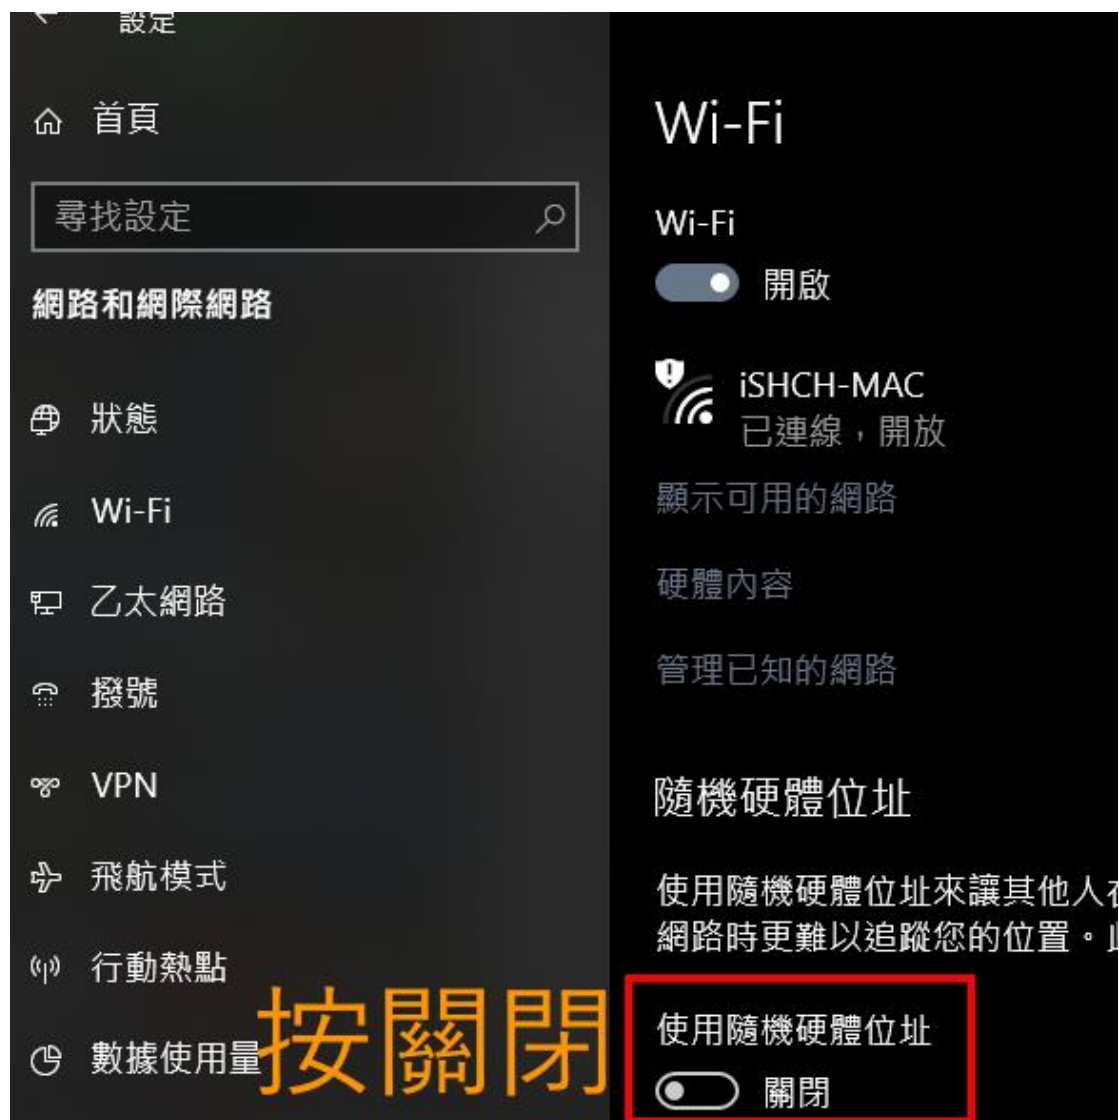 設定
首頁
尋找設定
網路和網際網路
狀態
Wi-Fi
乙太網路
撥號
VPN
飛航模式
行動熱點
數據使用量
按關閉
Wi-Fi
Wi-Fi
開啟
iSHCH-MAC
已連線，開放
顯示可用的網路
硬體內容
管理已知的網路
隨機硬體位址
使用隨機硬體位址來讓其他人在
網路時更難以追蹤您的位置。此
使用隨機硬體位址
關閉